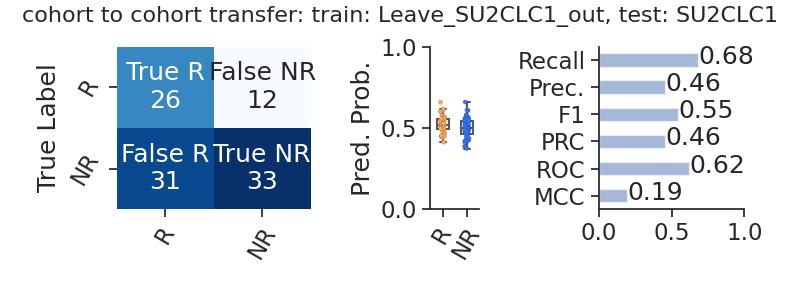 cohort to cohort transfer: train: Leave_SU2CLC1_out, test: SU2CLC1
True Label
R
NR
True R
26
False NR
12
False R
31
True NR
33
R
NR
Pred. Prob.
1.0
0.5
0.0
R
NR
Recall
0.68
Prec.
0.46
F1
0.55
PRC
0.46
ROC
0.62
MCC
0.19
0.0
0.5
1.0